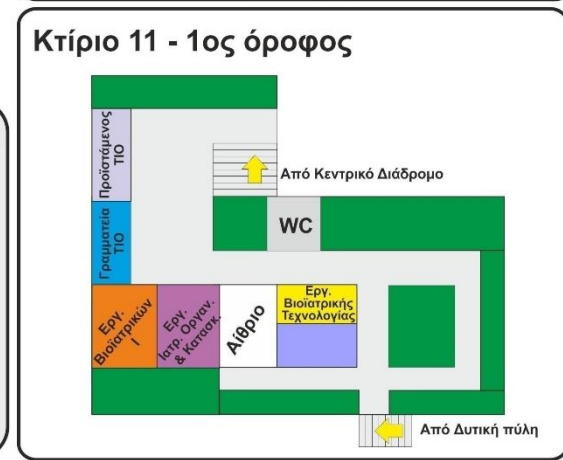 Κτίριο 11 - 1ος όροφος
Προϊστάμενος
ΤΙΟ
Από Κεντρικό Διάδρομο
Γραμματεία
ΤΙΟ
WC
Εργ.
Βιοϊατρικών
Ι
Εργ.
Ιατρ. Οργαν.
& Κατασκ.
Αίθριο
Εργ.
Βιοϊατρικής
Τεχνολογίας
Από Δυτική πύλη